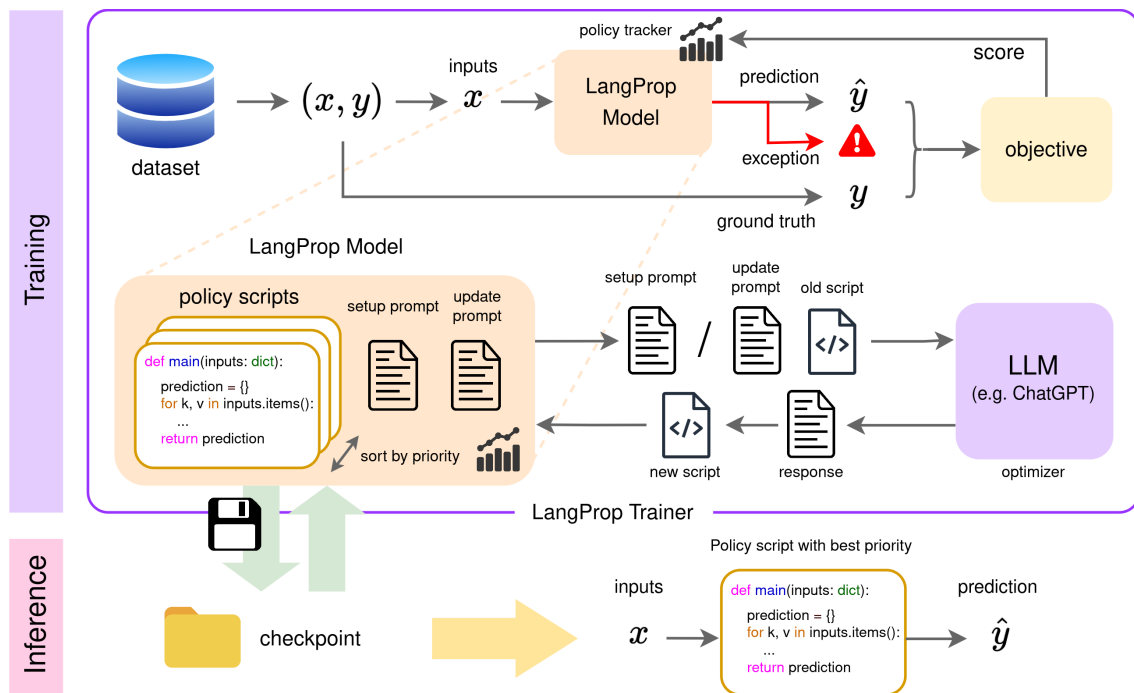 Training
policy tracker
score
inputs
LangProp
Model
prediction
(x, y)
x
ŷ
dataset
exception
objective
y
ground truth
LangProp Model
policy scripts
setup prompt
update
prompt
def main(inputs: dict):
prediction = {}
for k, v in inputs.items():
...
return prediction
sort by priority
setup prompt
update
prompt
old script
/
</>
LLM
(e.g. ChatGPT)
</>
new script
response
optimizer
LangProp Trainer
Inference
checkpoint
Policy script with best priority
inputs
x
def main(inputs: dict):
prediction = {}
for k, v in inputs.items():
...
return prediction
prediction
ŷ